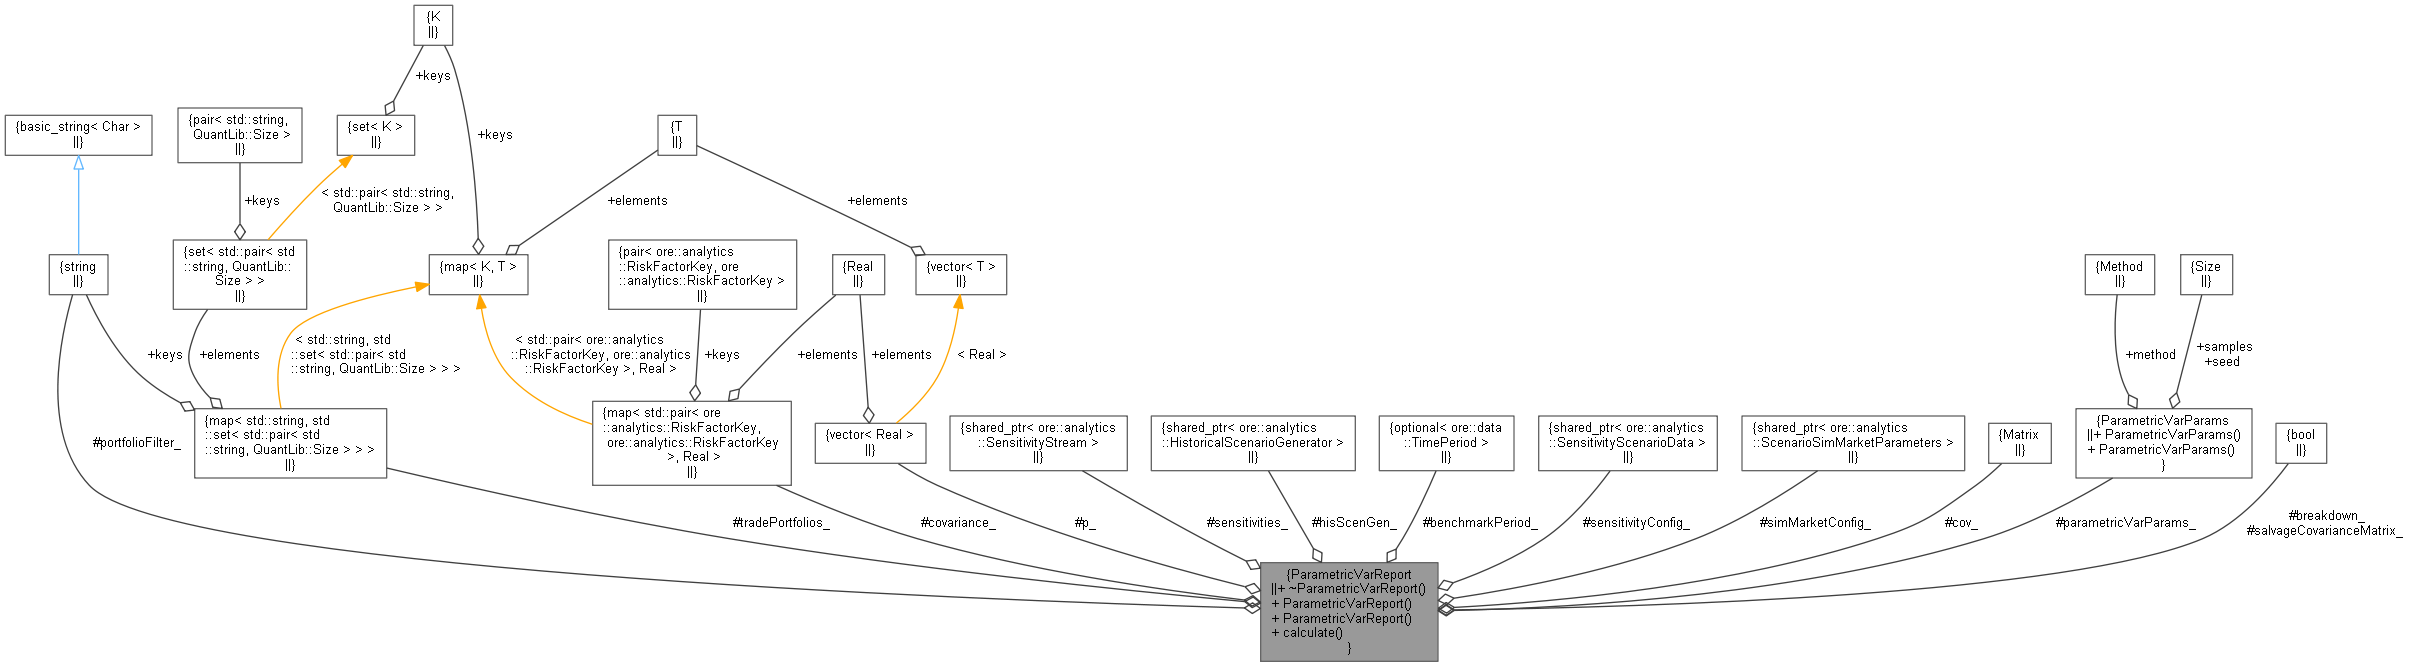 {K
||}
+keys
+keys
{basic_string< Char >
||}
{pair< std::string,
QuantLib::Size >
||}
{set< K >
||}
{T
||}
+keys
< std::pair< std::string,
QuantLib::Size > >
+elements
+elements
{string
||}
{set< std::pair< std
::string, QuantLib::
Size > >
||}
{map< K, T >
||}
{pair< ore::analytics
::RiskFactorKey, ore
::analytics::RiskFactorKey >
||}
{Real
||}
{vector< T >
||}
{Method
||}
{Size
||}
+keys
+elements
< std::string, std
::set< std::pair< std
::string, QuantLib::Size > > >
< std::pair< ore::analytics
::RiskFactorKey, ore::analytics
::RiskFactorKey >, Real >
+keys
+elements
+elements
< Real >
+method
+samples
+seed
#portfolioFilter_
{map< std::string, std
::set< std::pair< std
::string, QuantLib::Size > > >
||}
{map< std::pair< ore
::analytics::RiskFactorKey,
ore::analytics::RiskFactorKey
>, Real >
||}
{vector< Real >
||}
{shared_ptr< ore::analytics
::SensitivityStream >
||}
{shared_ptr< ore::analytics
::HistoricalScenarioGenerator >
||}
{optional< ore::data
::TimePeriod >
||}
{shared_ptr< ore::analytics
::SensitivityScenarioData >
||}
{shared_ptr< ore::analytics
::ScenarioSimMarketParameters >
||}
{Matrix
||}
{ParametricVarParams
||+ ParametricVarParams()
+ ParametricVarParams()
}
{bool
||}
#tradePortfolios_
#covariance_
#p_
#sensitivities_
#hisScenGen_
#benchmarkPeriod_
#sensitivityConfig_
#simMarketConfig_
#cov_
#parametricVarParams_
#breakdown_
#salvageCovarianceMatrix_
{ParametricVarReport
||+ ~ParametricVarReport()
+ ParametricVarReport()
+ ParametricVarReport()
+ calculate()
}